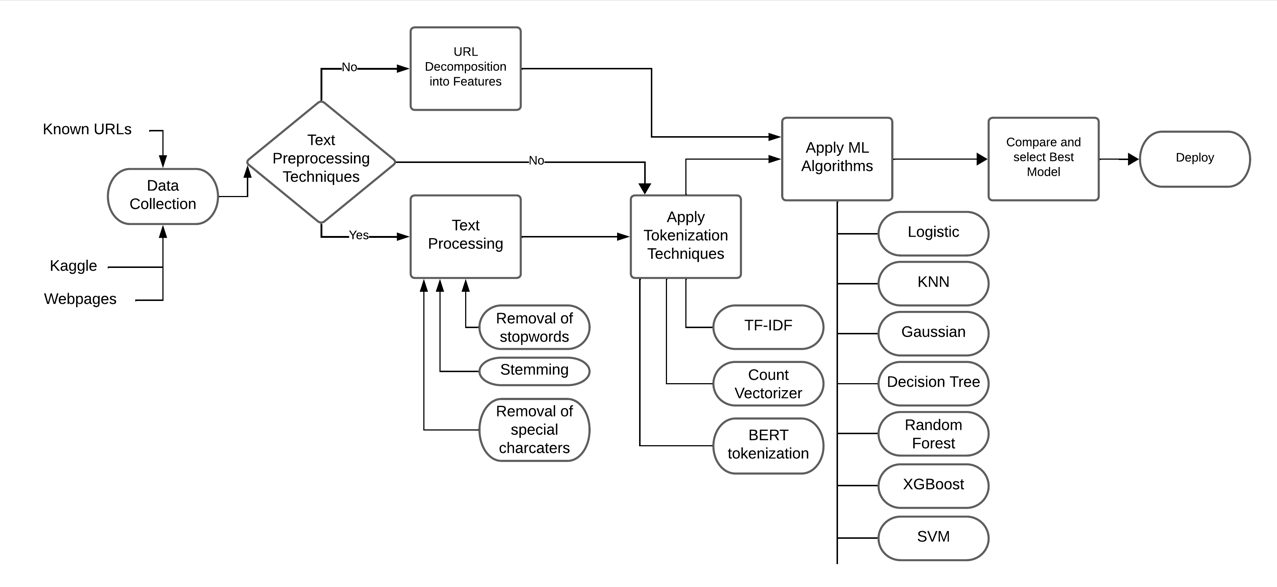 URL
Decomposition
into Features
No
Known URLs
Text
Preprocessing
Techniques
No
Apply ML
Algorithms
Compare and
select Best
Model
Deploy
Data
Collection
Yes
Text
Processing
Apply
Tokenization
Techniques
Kaggle
Webpages
Removal of
stopwords
Stemming
Removal of
special
charcaters
TF-IDF
Count
Vectorizer
BERT
tokenization
Logistic
KNN
Gaussian
Decision Tree
Random
Forest
XGBoost
SVM